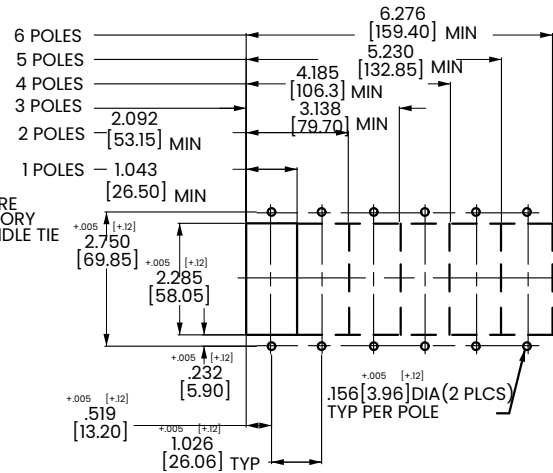 6.276
[159.40] MIN
6 POLES
5.230
[132.85] MIN
5 POLES
4.185
[106.3] MIN
4 POLES
3.138
[79.70] MIN
3 POLES
2.092
[53.15] MIN
2 POLES
1 POLES
1.043
[26.50] MIN
RE
ORY
NDLE TIE
+.005 [+.12]
2.750
[69.85]
+.005 [+.12]
2.285
[58.05]
+.005 [+.12]
.232
[5.90]
+.005 [+.12]
.156[3.96]DIA(2 PLCS)
TYP PER POLE
+.005 [+.12]
.519
[13.20]
+.005 [+.12]
1.026
[26.06] TYP